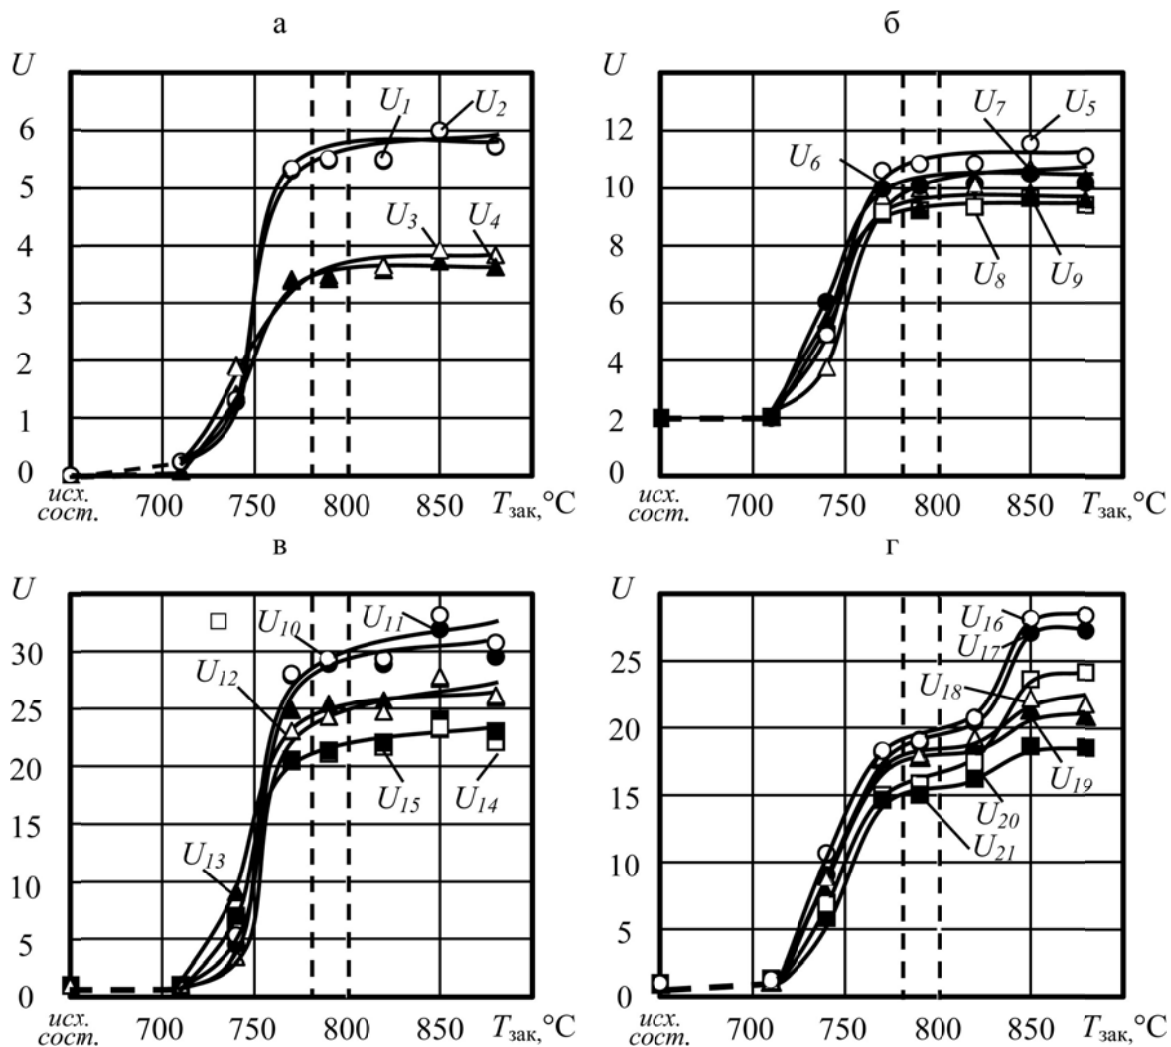 а
U
6
5
4
3
2
1
0
U1
U2
U3
U4
исх.
сост.
700
750
800
850
Tзак,°C
б
U
12
10
8
6
4
2
0
U7
U5
U6
U8
U9
исх.
сост.
700
750
800
850
Tзак,°C
в
U
30
25
20
15
10
5
0
U10
U11
U12
U15
U14
U13
исх.
сост.
700
750
800
850
Tзак,°C
г
U
25
20
15
10
5
0
U16
U17
U18
U19
U20
U21
исх.
сост.
700
750
800
850
Tзак,°C